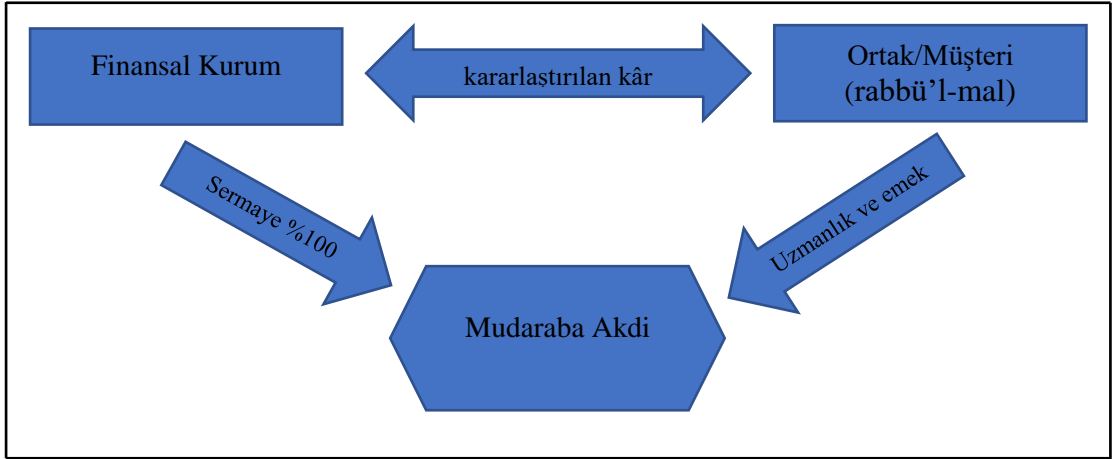 Finansal Kurum
kararlaştırılan kâr
Ortak/Müşteri
(rabbü’l-mal)
Sermaye %100
Uzmanlık ve emek
Mudaraba Akdi